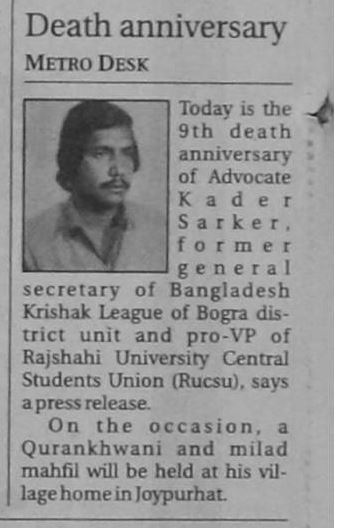 Death anniversary
METRO DESK
Today is the
9th death
anniversary
of Advocate
Kader
Sarker,
former
general
secretary of Bangladesh
Krishak League of Bogra dis-
trict unit and pro-VP of
Rajshahi University Central
Students Union (Rucsu), says
a press release.
On the occasion, a
Qurankhwani and milad
mahfil will be held at his vil-
lage home in Joypurhat.